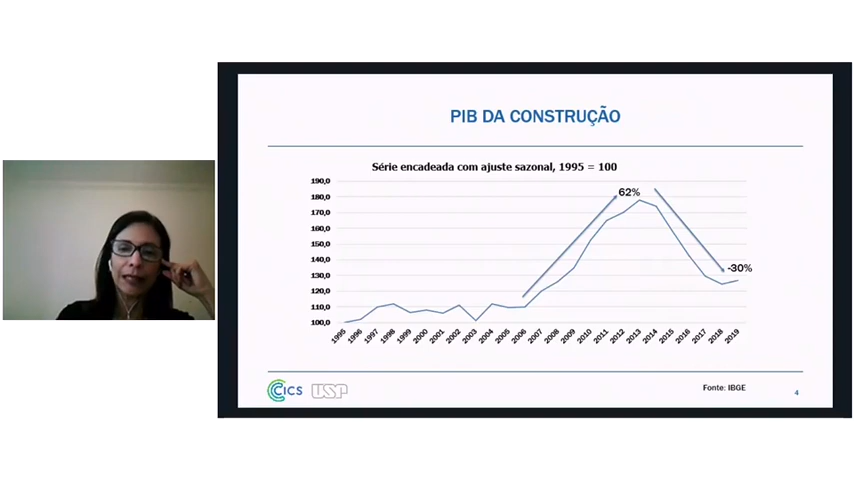 PIB DA CONSTRUÇÃO
Série encadeada com ajuste sazonal, 1995 = 100
190,0
180,0
170,0
160,0
150,0
140,0
130,0
120,0
110,0
100,0
62%
-30%
1995 1996 1997 1998 1999 2000 2001 2002 2003 2004 2005 2006 2007 2008 2009 2010 2011 2012 2013 2014 2015 2016 2017 2018 2019
CICS USP
Fonte: IBGE
4